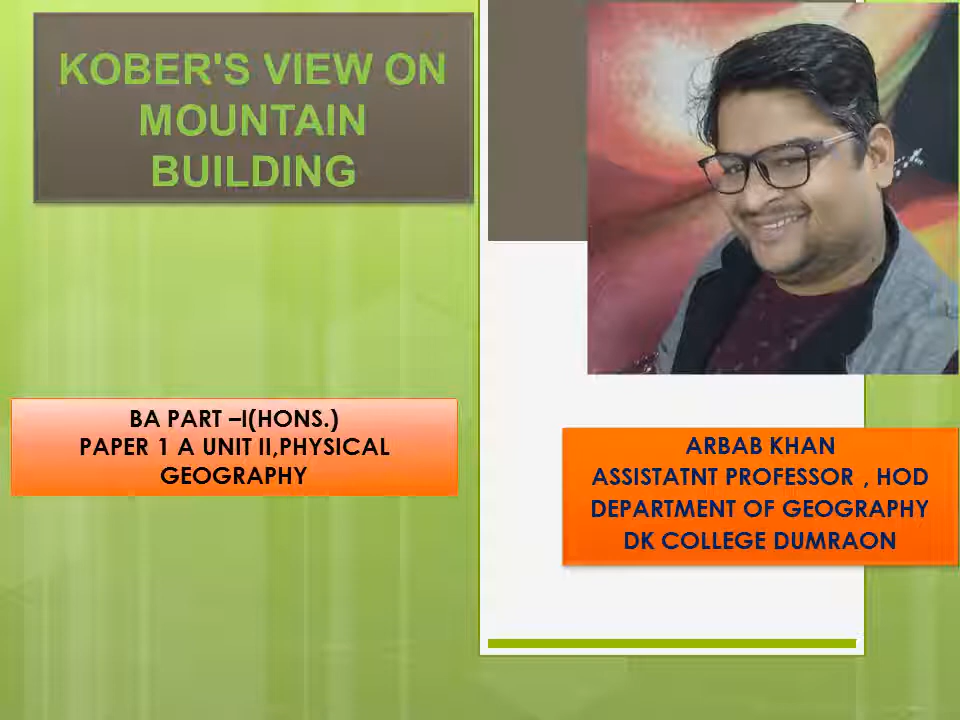 KOBER'S VIEW ON
MOUNTAIN
BUILDING
BA PART –I(HONS.)
PAPER 1 A UNIT II,PHYSICAL
GEOGRAPHY
ARBAB KHAN
ASSISTATNT PROFESSOR , HOD
DEPARTMENT OF GEOGRAPHY
DK COLLEGE DUMRAON